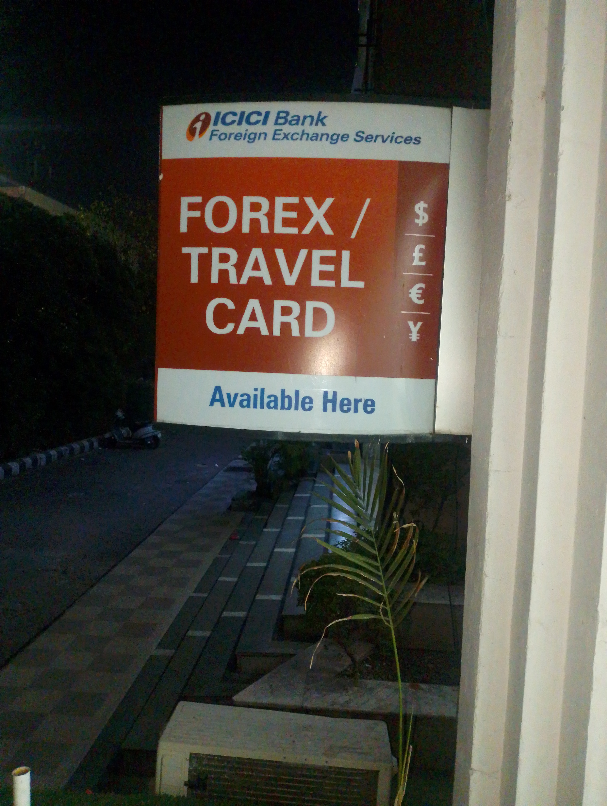 ICICI Bank
Foreign Exchange Services
FOREX /
TRAVEL
CARD
$
£
€
¥
Available Here